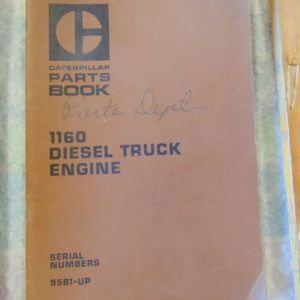 CATERPILLAR
PARTS
BOOK
Parts Dept.
1160
DIESEL TRUCK
ENGINE
SERIAL
NUMBERS
95B1-UP